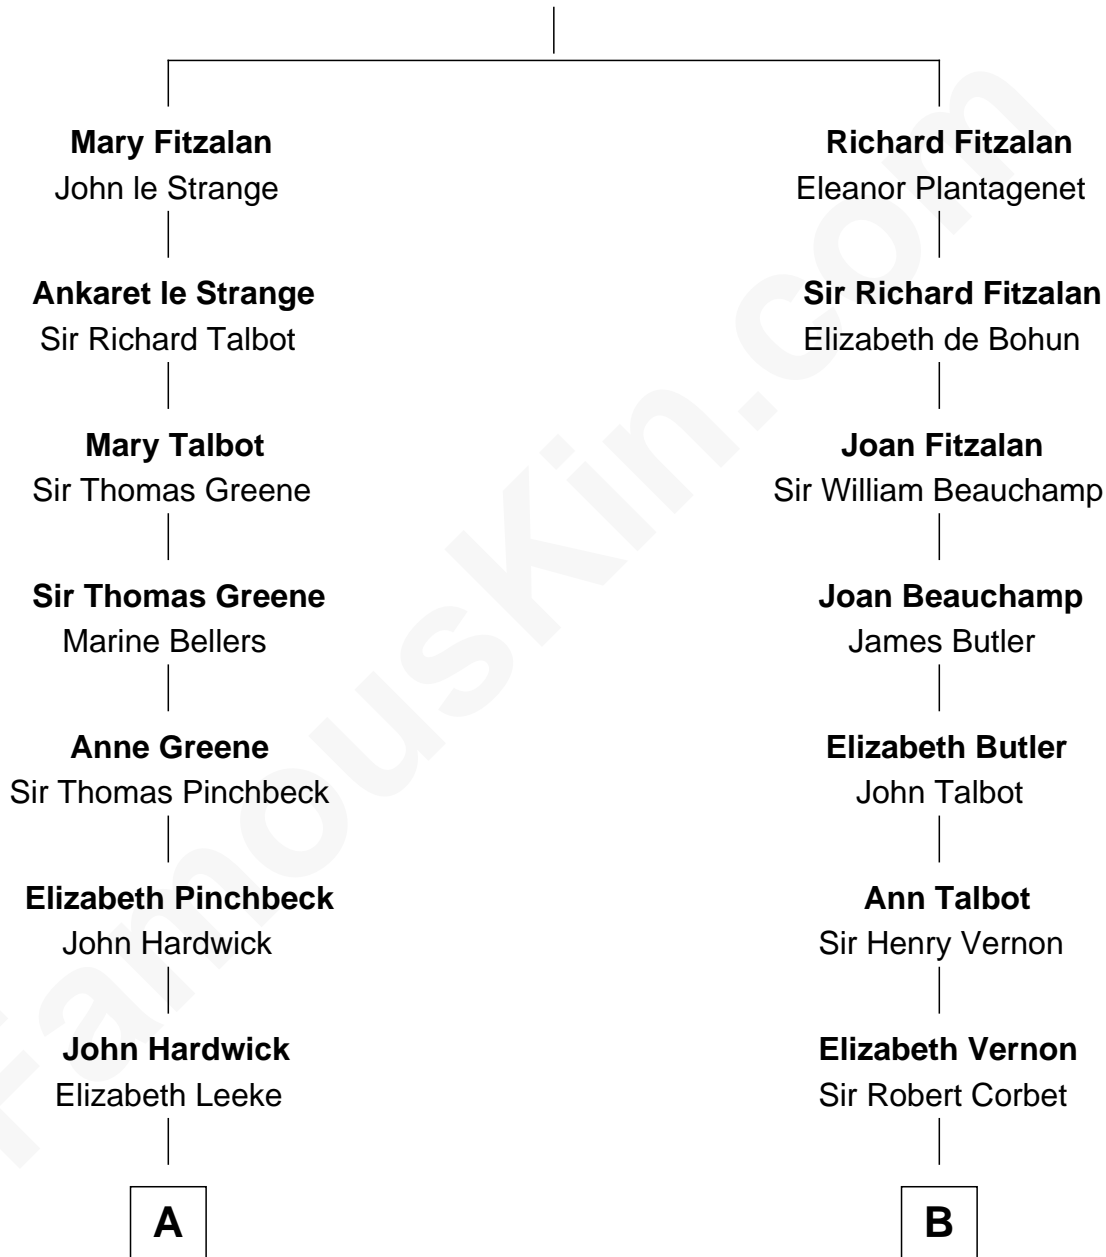 Mary Fitzalan
John le Strange
Ankaret le Strange
Sir Richard Talbot
Mary Talbot
Sir Thomas Greene
Sir Thomas Greene
Marine Bellers
Anne Greene
Sir Thomas Pinchbeck
Elizabeth Pinchbeck
John Hardwick
John Hardwick
Elizabeth Leeke
A
Richard Fitzalan
Eleanor Plantagenet
Sir Richard Fitzalan
Elizabeth de Bohun
Joan Fitzalan
Sir William Beauchamp
Joan Beauchamp
James Butler
Elizabeth Butler
John Talbot
Ann Talbot
Sir Henry Vernon
Elizabeth Vernon
Sir Robert Corbet
B
FamousKin.com